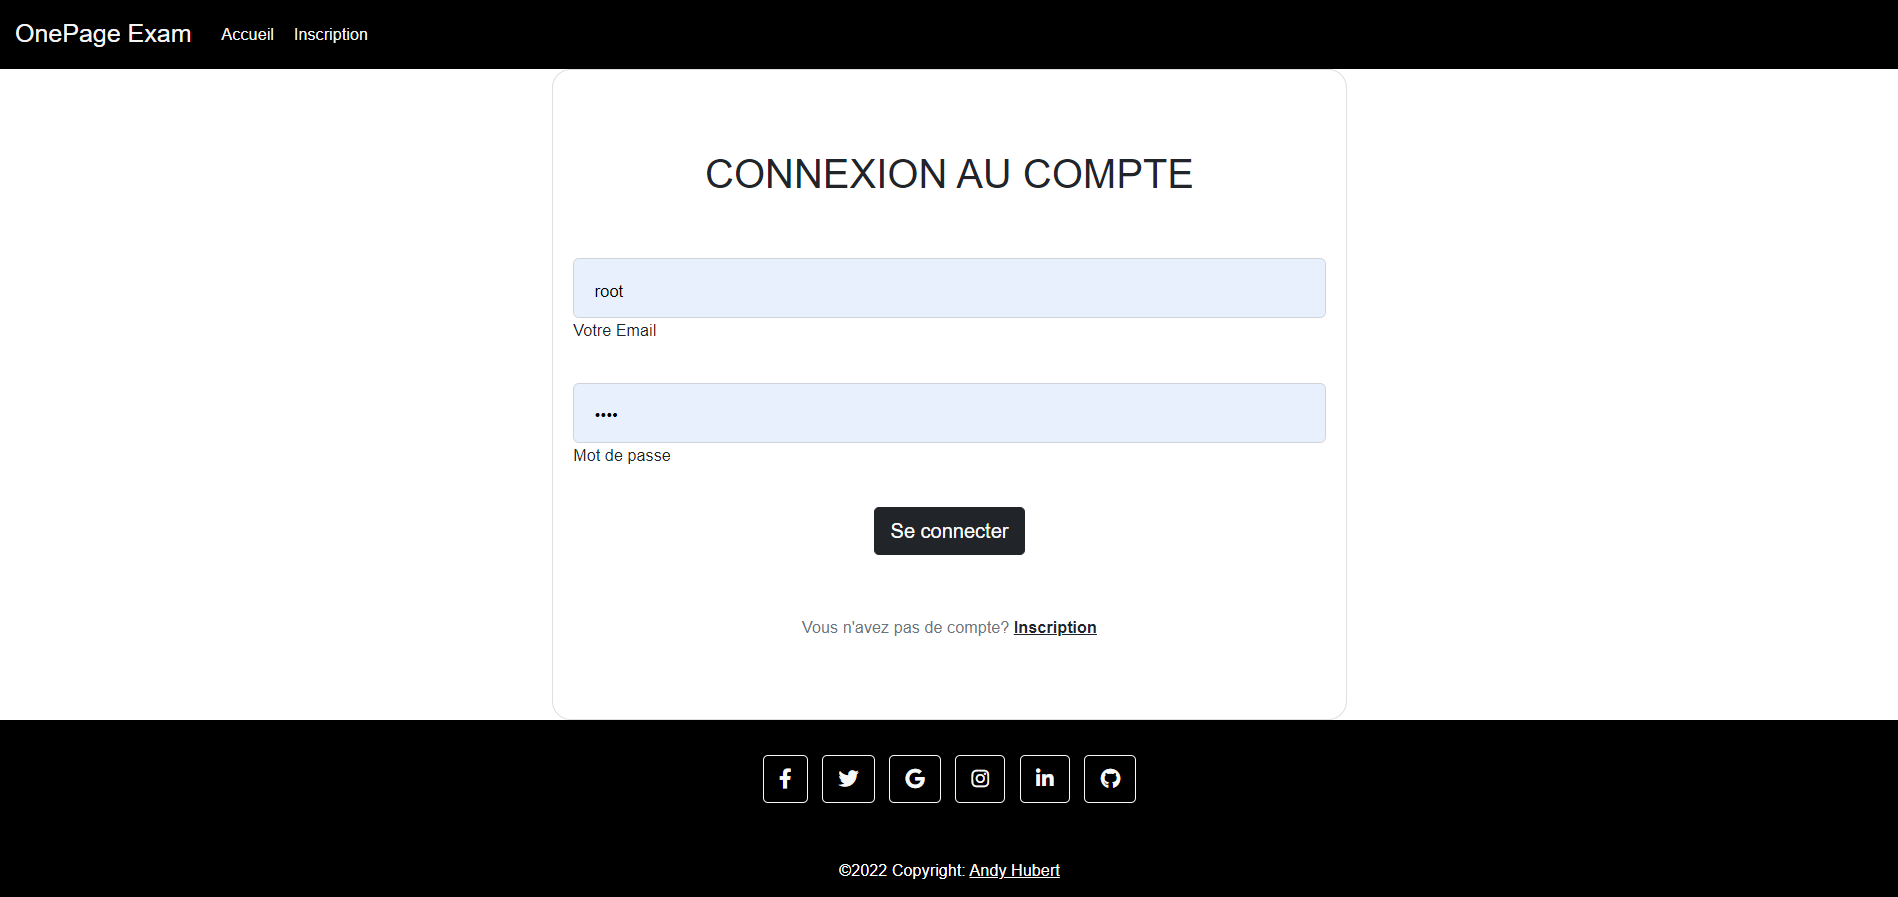 OnePage Exam Accueil Inscription
CONNEXION AU COMPTE
root
Votre Email
••••
Mot de passe
Se connecter
Vous n'avez pas de compte? Inscription
©2022 Copyright: Andy Hubert